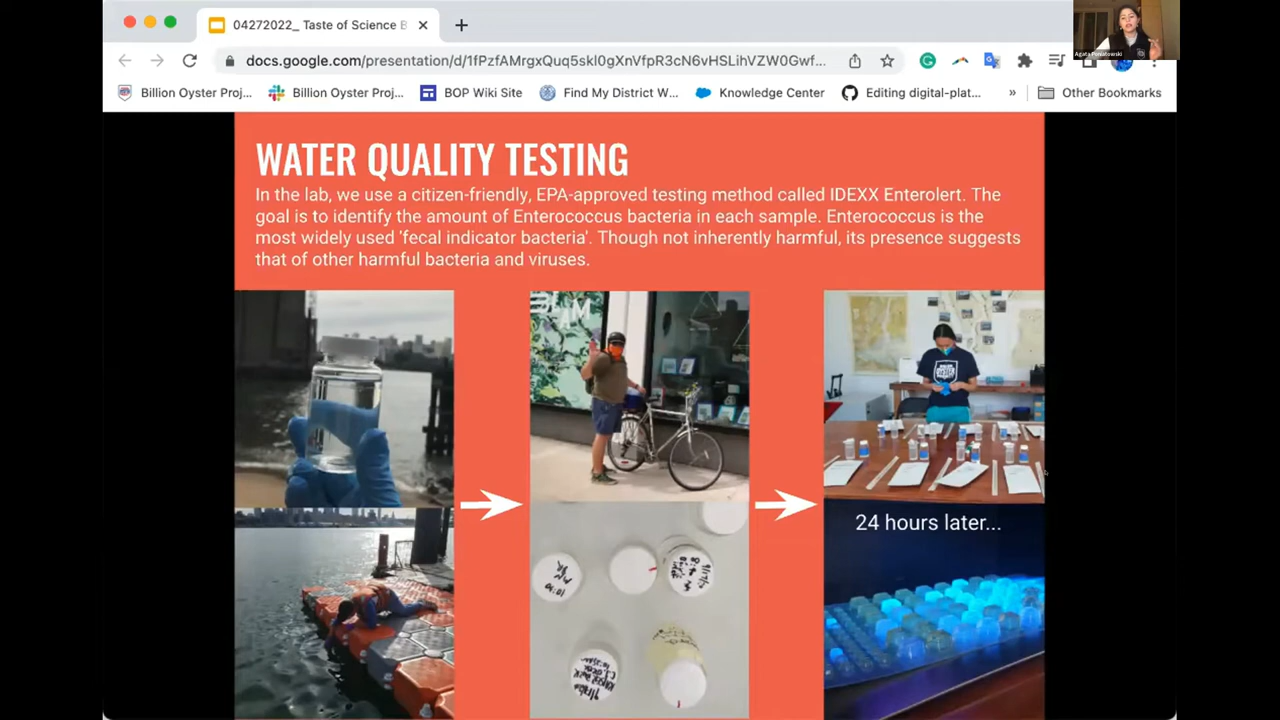 04272022_ Taste of Science B
Agata Poniatowski
docs.google.com/presentation/d/1fPzfAMrgxQuq5skl0gXnVfpR3cN6vHSLihVZW0Gwf...
Billion Oyster Proj...
Billion Oyster Proj...
BOP Wiki Site
Find My District W...
Knowledge Center
Editing digital-plat...
»
Other Bookmarks
WATER QUALITY TESTING
In the lab, we use a citizen-friendly, EPA-approved testing method called IDEXX Enterolert. The
goal is to identify the amount of Enterococcus bacteria in each sample. Enterococcus is the
most widely used 'fecal indicator bacteria'. Though not inherently harmful, its presence suggests
that of other harmful bacteria and viruses.
24 hours later...